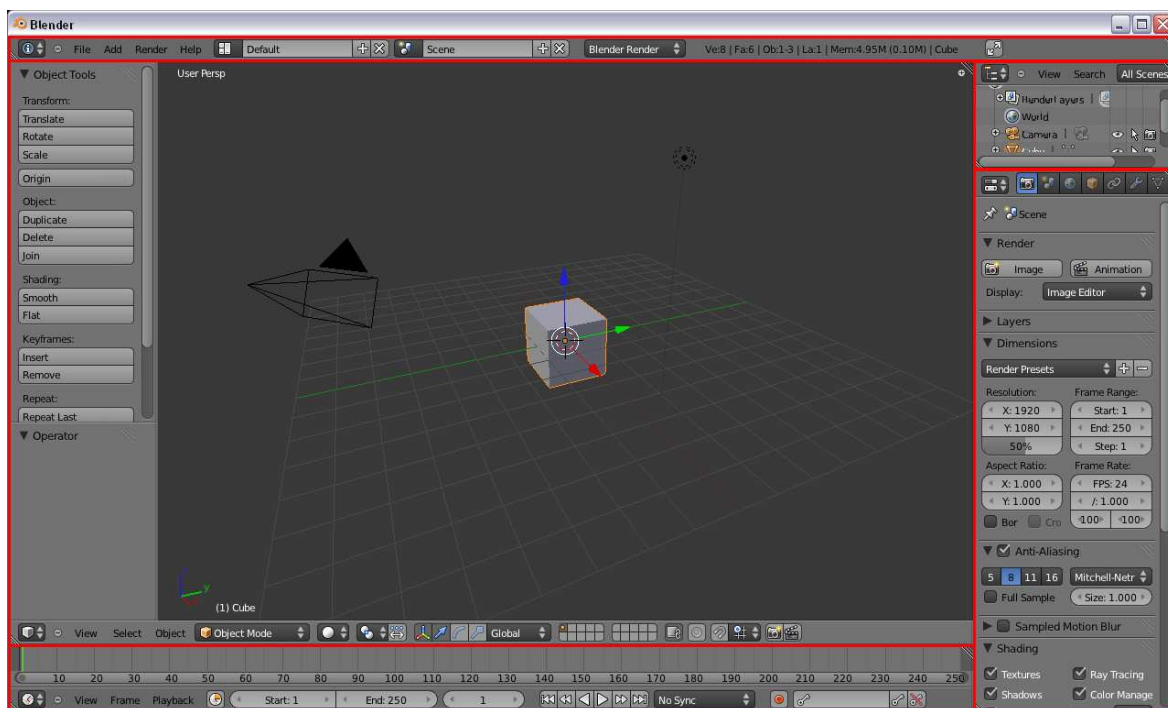 Blender
File Add Render Help Default Scene Blender Render Ve:8 | Fa:6 | Ob:1-3 | La:1 | Mem:4.95M (0.10M) | Cube
Object Tools
Transform:
Translate
Rotate
Scale
Origin
Object:
Duplicate
Delete
Join
Shading:
Smooth
Flat
Keyframes:
Insert
Remove
Repeat:
Repeat Last
Operator
User Persp
y
(1) Cube
View Select Object Object Mode Global
10 20 30 40 50 60 70 80 90 100 110 120 130 140 150 160 170 180 190 200 210 220 230 240 250
View Frame Playback Start: 1 End: 250 1 No Sync
View Search All Scenes
World
Camera
Scene
Render
Image Animation
Display: Image Editor
Layers
Dimensions
Render Presets
Resolution: Frame Range:
X: 1920 Start: 1
Y: 1080 End: 250
50% Step: 1
Aspect Ratio: Frame Rate:
X: 1.000 FPS: 24
Y: 1.000 /: 1.000
Bor Cro 100 100
Anti-Aliasing
5 8 11 16 Mitchell-Netr
Full Sample Size: 1.000
Sampled Motion Blur
Shading
Textures Ray Tracing
Shadows Color Manage